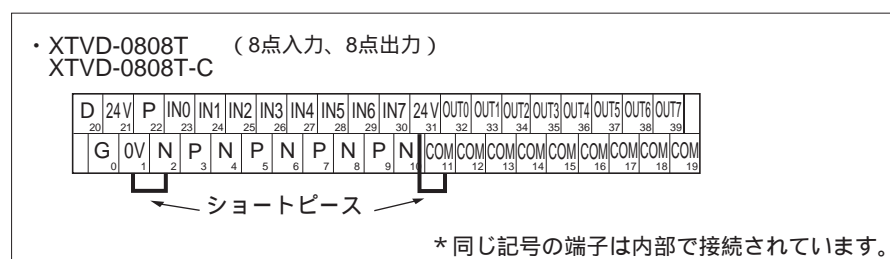 ・XTVD-0808T （8点入力、8点出力）
XTVD-0808T-C
D 24V P IN0 IN1 IN2 IN3 IN4 IN5 IN6 IN7 24V OUT0 OUT1 OUT2 OUT3 OUT4 OUT5 OUT6 OUT7
20 21 22 23 24 25 26 27 28 29 30 31 32 33 34 35 36 37 38 39
G 0V N P N P N P N P N COM COM COM COM COM COM COM COM COM
0 1 2 3 4 5 6 7 8 9 10 11 12 13 14 15 16 17 18 19
ショートピース
*同じ記号の端子は内部で接続されています。